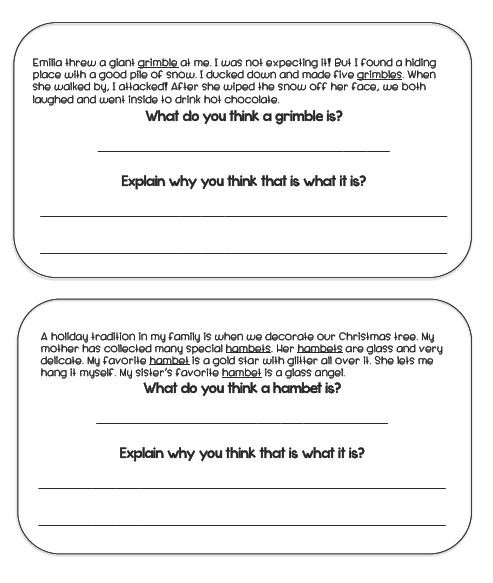 Emilia threw a giant grimble at me. I was not expecting it! But I found a hiding
place with a good pile of snow. I ducked down and made five grimbles. When
she walked by, I attacked! After she wiped the snow off her face, we both
laughed and went inside to drink hot chocolate.
What do you think a grimble is?
Explain why you think that is what it is?
A holiday tradition in my family is when we decorate our Christmas tree. My
mother has collected many special hambets. Her hambets are glass and very
delicate. My favorite hambet is a gold star with glitter all over it. She lets me
hang it myself. My sister's favorite hambet is a glass angel.
What do you think a hambet is?
Explain why you think that is what it is?